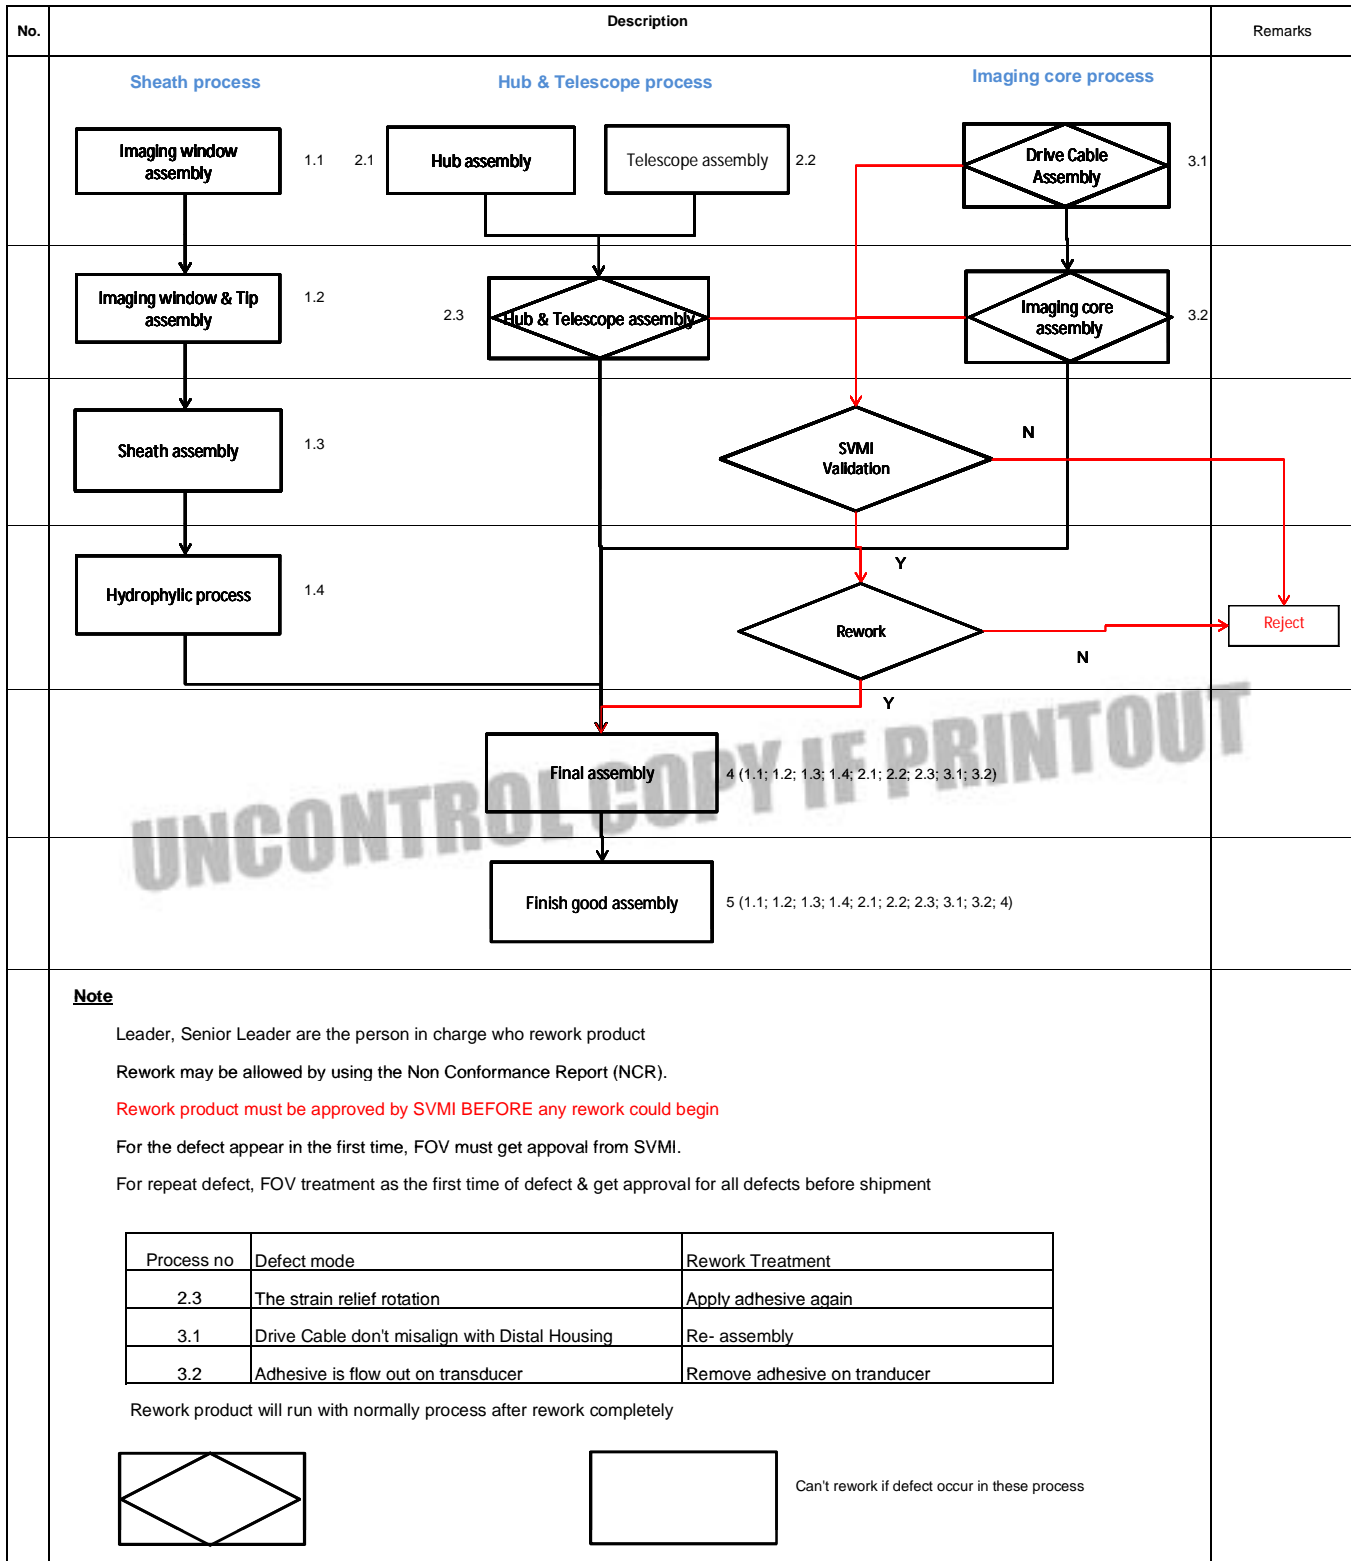 No.
Description
Remarks
Sheath process
Hub & Telescope process
Imaging core process
Imaging window
assembly
1.1
2.1
Hub assembly
Telescope assembly
2.2
Drive Cable
Assembly
3.1
Imaging window & Tip
assembly
1.2
2.3
Hub & Telescope assembly
Imaging core
assembly
3.2
Sheath assembly
1.3
SVMI
Validation
N
Hydrophylic process
1.4
Y
Rework
N
Reject
Y
Final assembly
4 (1.1; 1.2; 1.3; 1.4; 2.1; 2.2; 2.3; 3.1; 3.2)
UNCONTROL COPY IF PRINTOUT
Finish good assembly
5 (1.1; 1.2; 1.3; 1.4; 2.1; 2.2; 2.3; 3.1; 3.2; 4)
Note
Leader, Senior Leader are the person in charge who rework product
Rework may be allowed by using the Non Conformance Report (NCR).
Rework product must be approved by SVMI BEFORE any rework could begin
For the defect appear in the first time, FOV must get appoval from SVMI.
For repeat defect, FOV treatment as the first time of defect & get approval for all defects before shipment
Process no Defect mode Rework Treatment
2.3 The strain relief rotation Apply adhesive again
3.1 Drive Cable don't misalign with Distal Housing Re- assembly
3.2 Adhesive is flow out on transducer Remove adhesive on tranducer
Rework product will run with normally process after rework completely
Can't rework if defect occur in these process